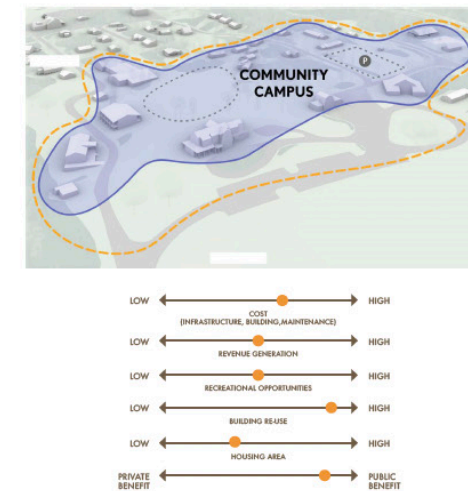 P
COMMUNITY
CAMPUS
LOW HIGH
COST
(INFRASTRUCTURE, BUILDING,MAINTENANCE)
LOW HIGH
REVENUE GENERATION
LOW HIGH
RECREATIONAL OPPORTUNITIES
LOW HIGH
BUILDING RE-USE
LOW HIGH
HOUSING AREA
PRIVATE PUBLIC
BENEFIT BENEFIT